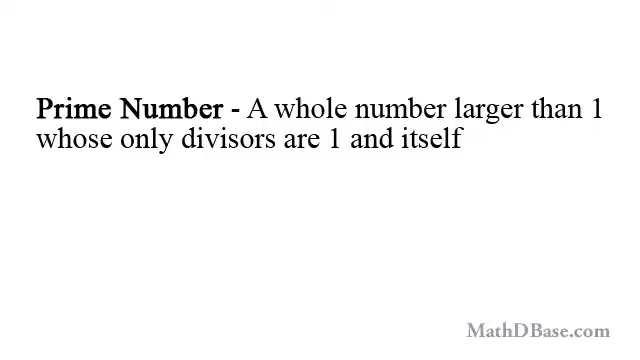 Prime Number - A whole number larger than 1
whose only divisors are 1 and itself
MathDBase.com